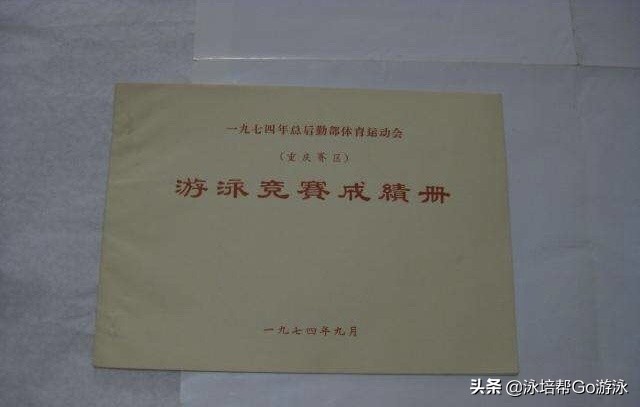 一九七四年总后勤部体育运动会
（重庆赛区）
游泳竞赛成績册
一九七四年九月
头条 @泳培帮Go游泳